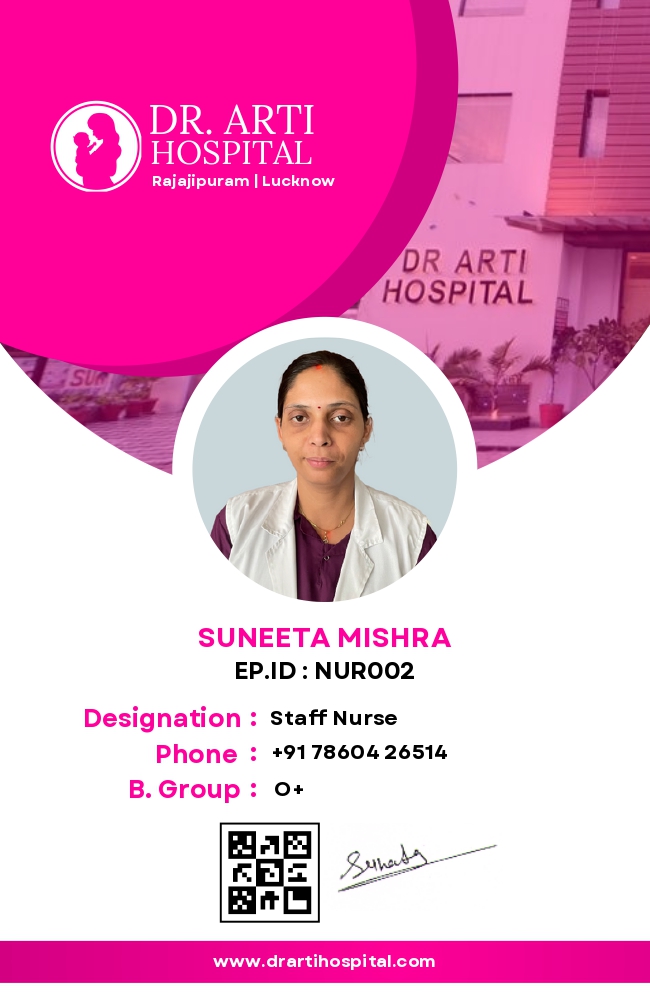 DR. ARTI
HOSPITAL
Rajajipuram | Lucknow
DR ARTI
HOSPITAL
SUNEETA MISHRA
EP.ID : NUR002
Designation : Staff Nurse
Phone : +91 78604 26514
B. Group : O+
Suneeta
www.drartihospital.com